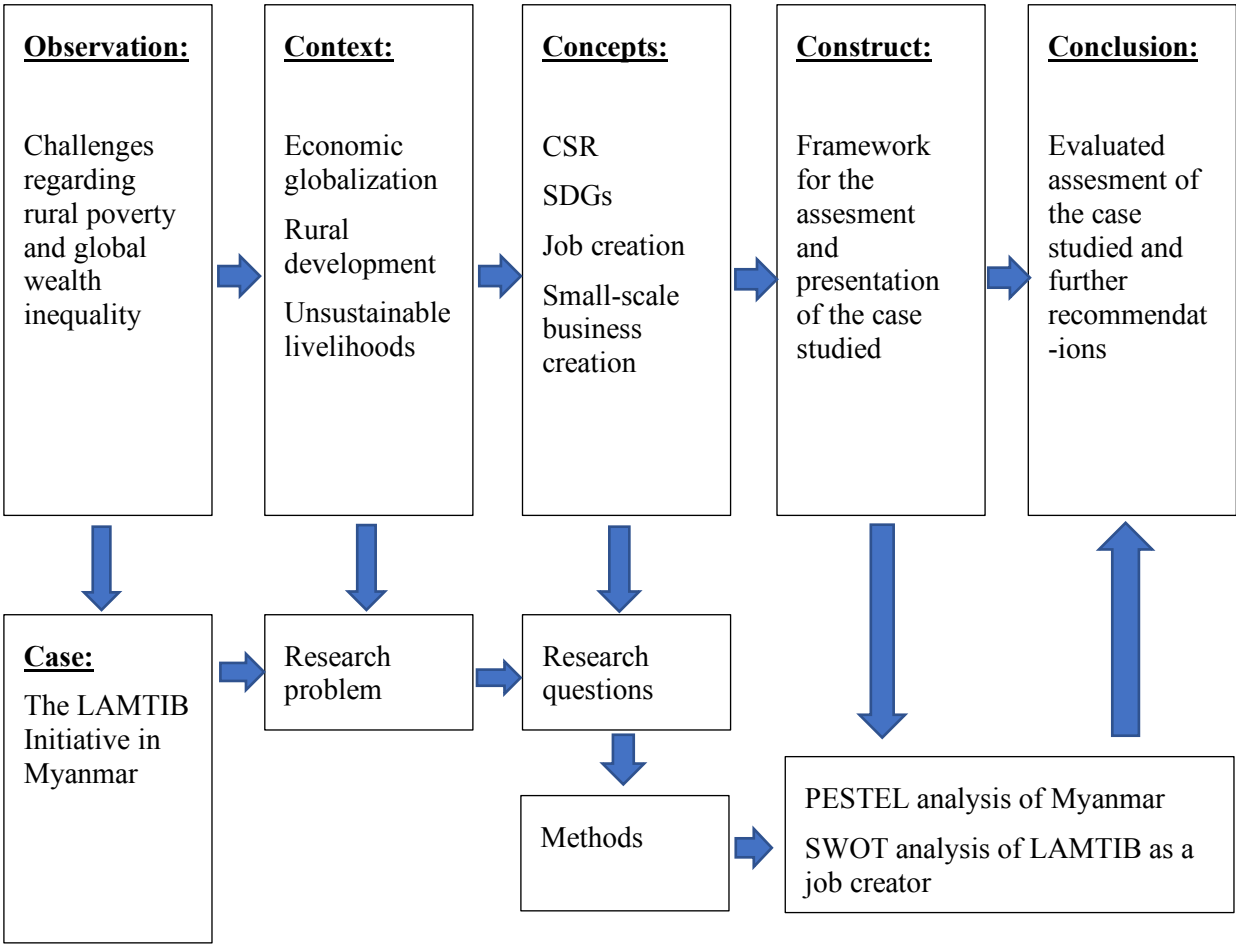 Observation:
Challenges
regarding
rural poverty
and global
wealth
inequality
Context:
Economic
globalization
Rural
development
Unsustainable
livelihoods
Concepts:
CSR
SDGs
Job creation
Small-scale
business
creation
Construct:
Framework
for the
assesment
and
presentation
of the case
studied
Conclusion:
Evaluated
assesment of
the case
studied and
further
recommendat
-ions
Case:
The LAMTIB
Initiative in
Myanmar
Research
problem
Research
questions
Methods
PESTEL analysis of Myanmar
SWOT analysis of LAMTIB as a
job creator